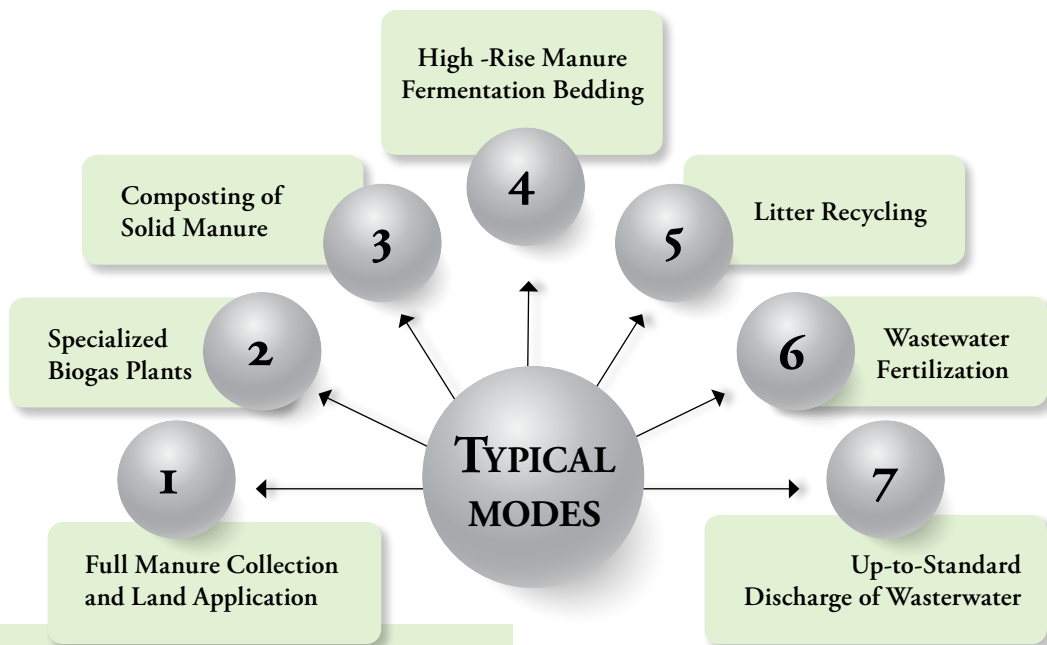 High -Rise Manure
Fermentation Bedding
4
Composting of
Solid Manure
3
5
Litter Recycling
Specialized
Biogas Plants
2
6
Wastewater
Fertilization
TYPICAL
MODES
1
7
Full Manure Collection
and Land Application
Up-to-Standard
Discharge of Wasterwater